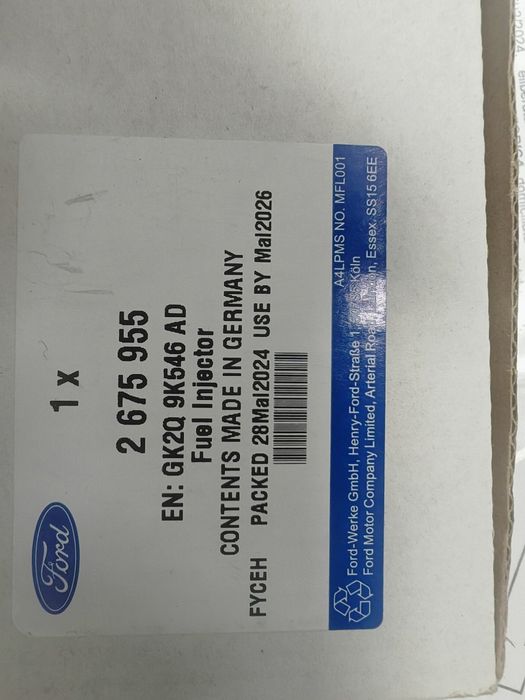 Ford
1 x
2 675 955
EN: GK2Q 9K546 AD
Fuel Injector
CONTENTS MADE IN GERMANY
FYCEH PACKED 28Mai2024 USE BY Mai2026
A4LPMS NO. MFL001
Ford-Werke GmbH, Henry-Ford-Straße 1, Köln
Ford Motor Company Limited, Arterial Essex, SS15 6EE